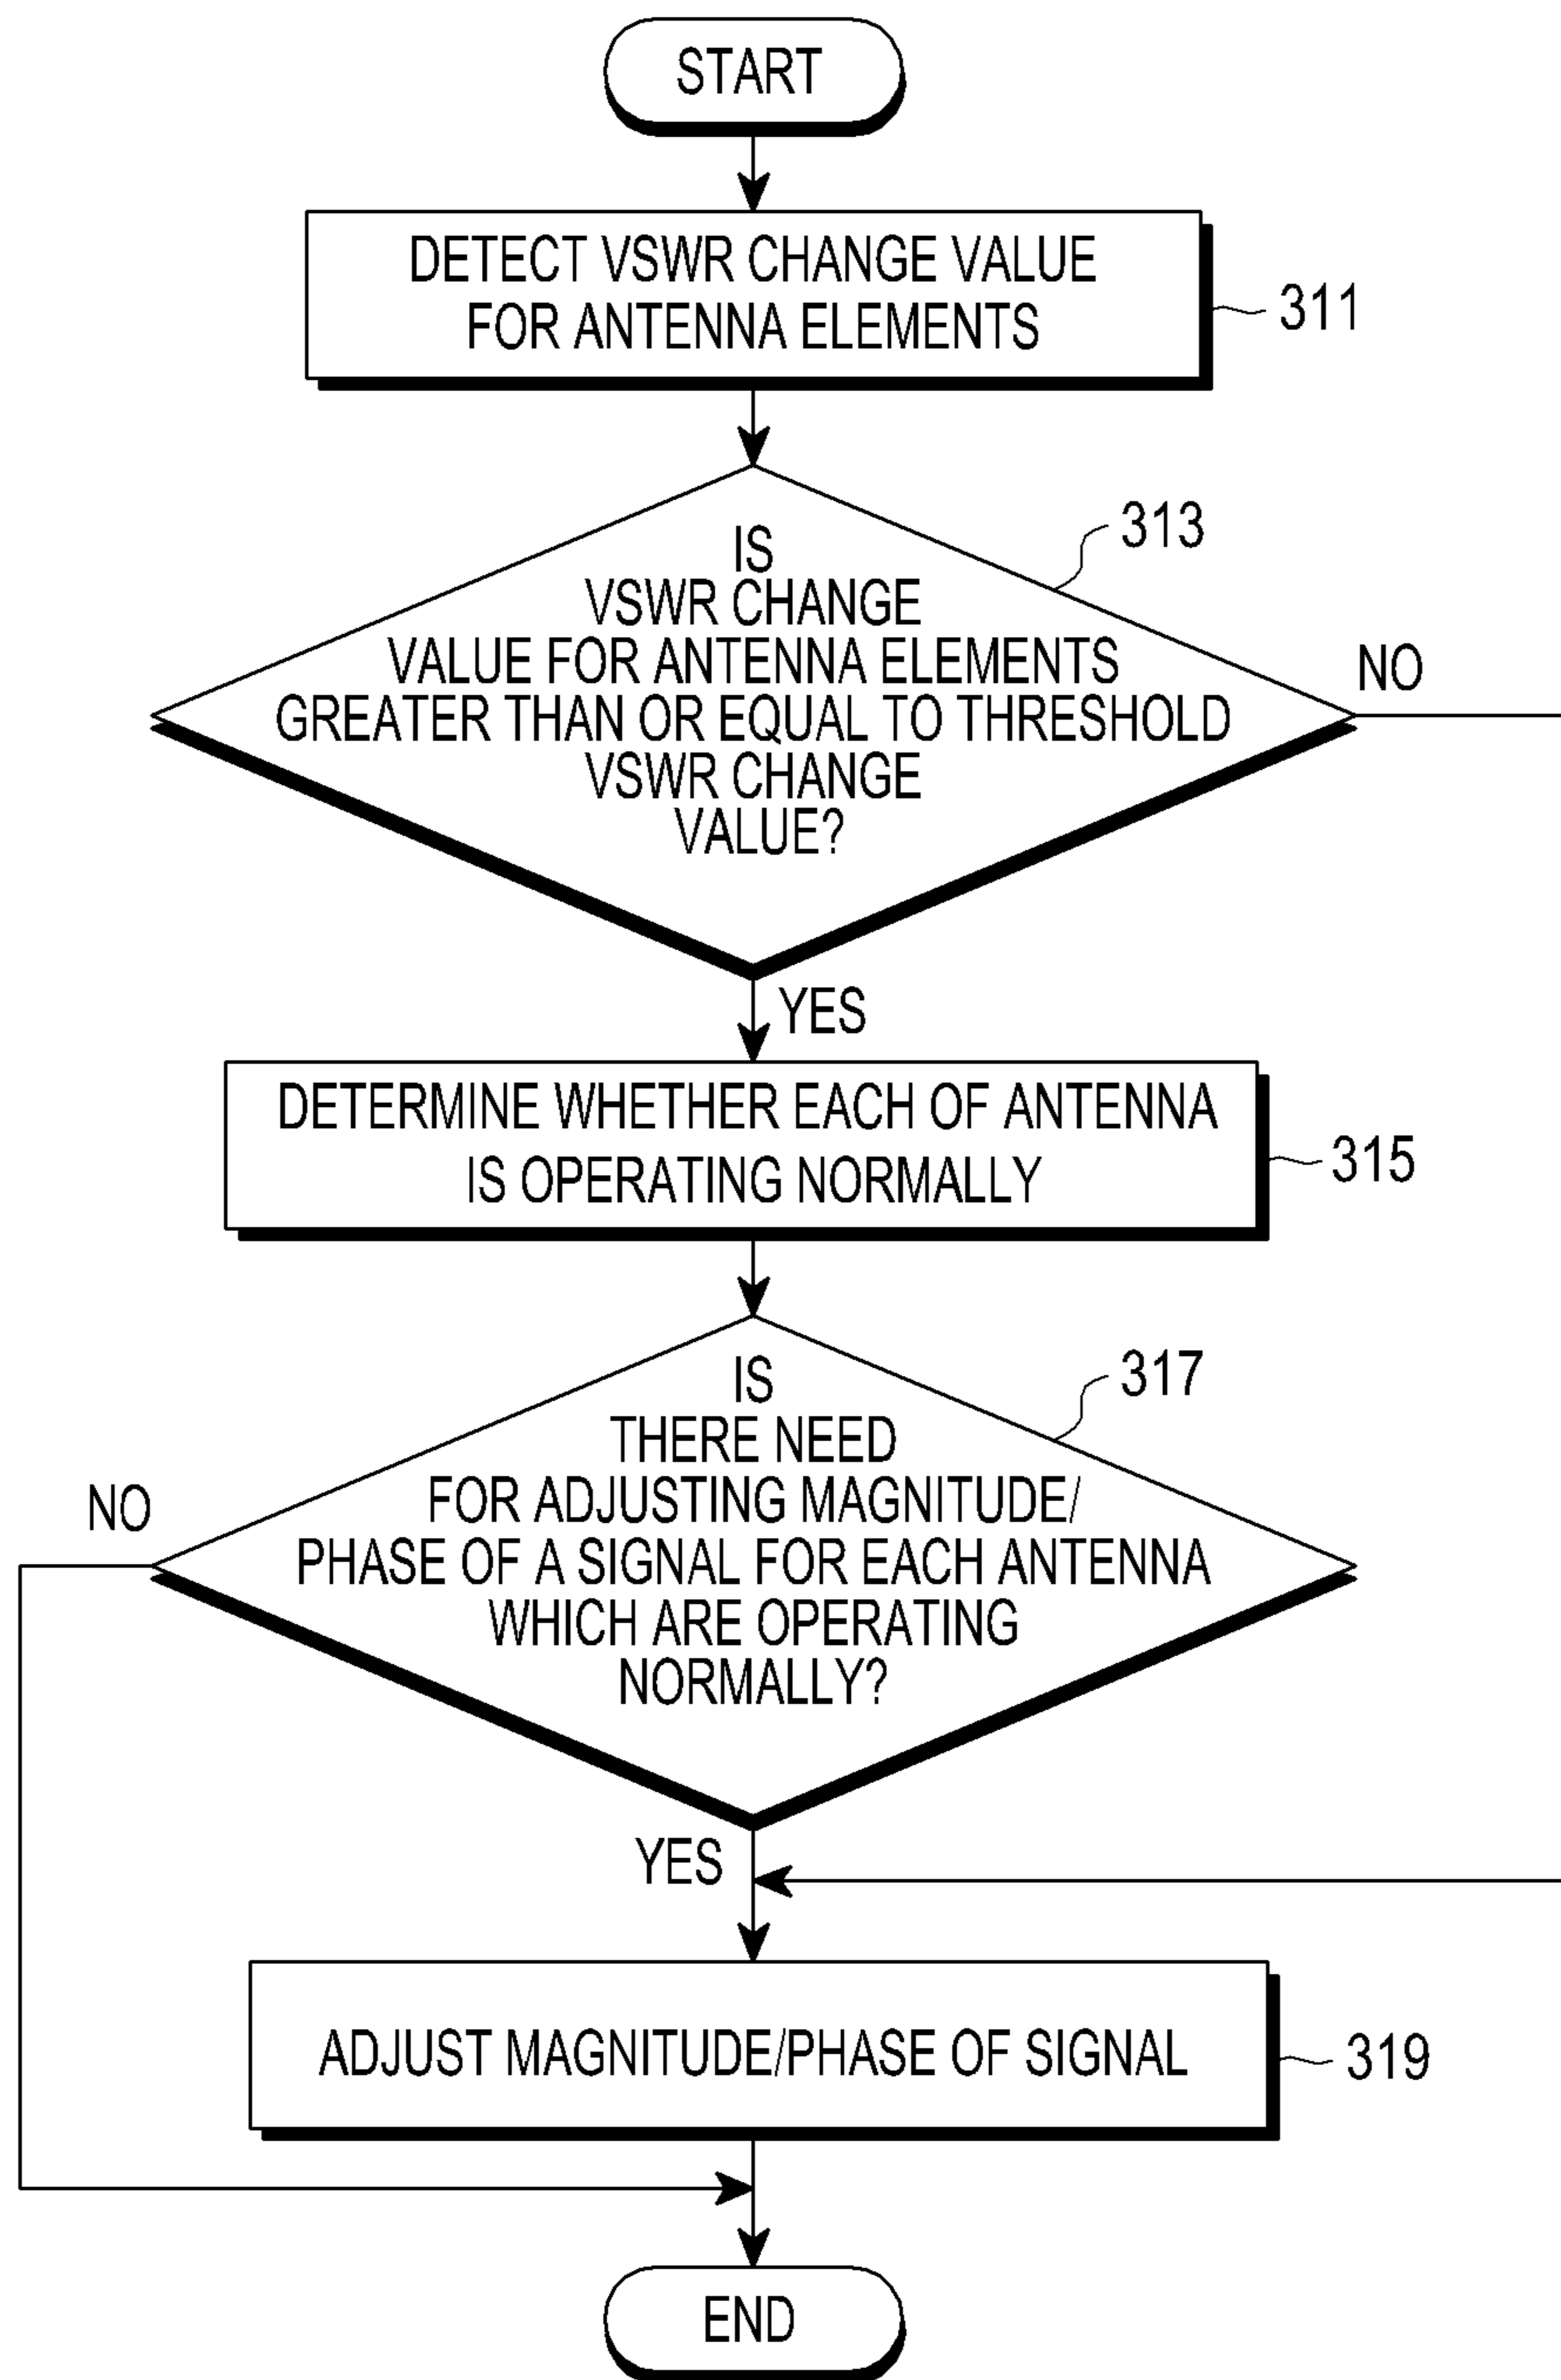 START
DETECT VSWR CHANGE VALUE
FOR ANTENNA ELEMENTS
311
IS
VSWR CHANGE
VALUE FOR ANTENNA ELEMENTS
GREATER THAN OR EQUAL TO THRESHOLD
VSWR CHANGE
VALUE?
313
NO
YES
DETERMINE WHETHER EACH OF ANTENNA
IS OPERATING NORMALLY
315
IS
THERE NEED
FOR ADJUSTING MAGNITUDE/
PHASE OF A SIGNAL FOR EACH ANTENNA
WHICH ARE OPERATING
NORMALLY?
317
NO
YES
ADJUST MAGNITUDE/PHASE OF SIGNAL
319
END